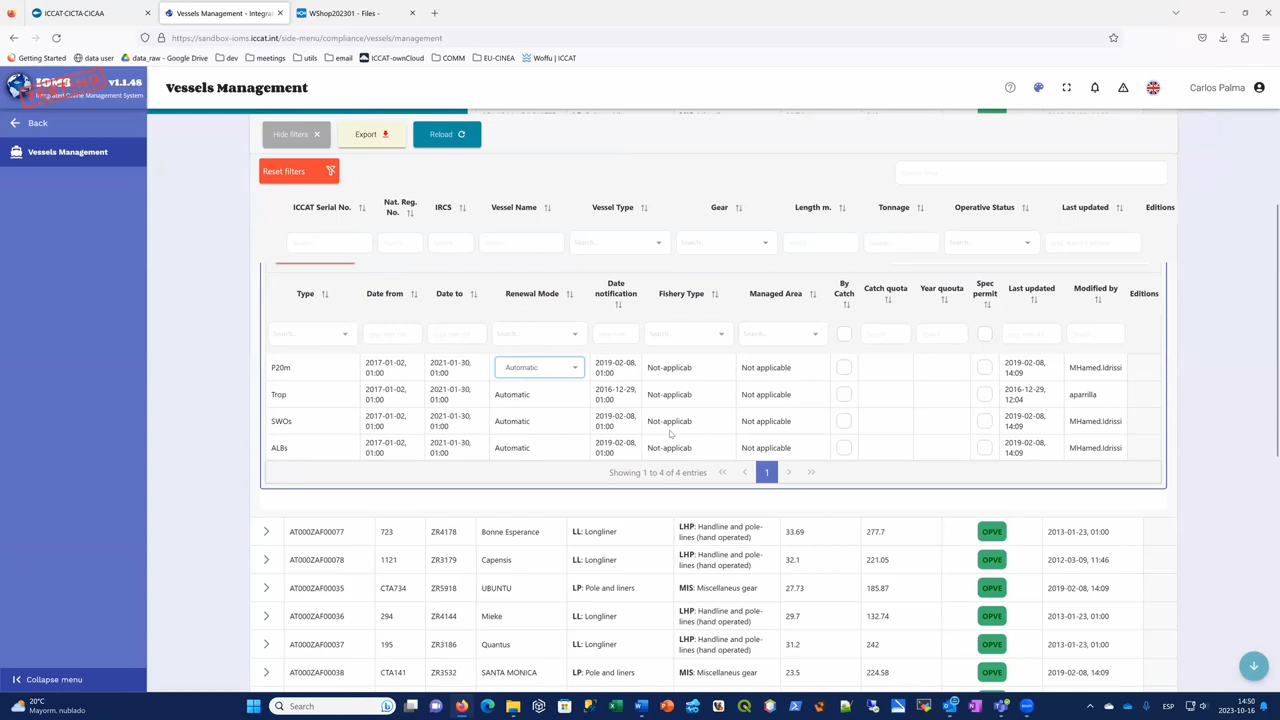 ICCAT-CICTA-CICAA
Vessels Management - Integrat
WShop202301 - Files -
https://sandbox-ioms.iccat.int/side-menu/compliance/vessels/management
Getting Started
data user
data_raw - Google Drive
dev
meetings
utils
email
ICCAT-ownCloud
COMM
EU-CINEA
Woffu | ICCAT
IOMS v1.1.48
Integrated Online Management System
TESTING
Vessels Management
Carlos Palma
Back
Vessels Management
Hide filters
Export
Reload
Reset filters
ICCAT Serial No. Nat. Reg. No. IRCS Vessel Name Vessel Type Gear Length m. Tonnage Operative Status Last updated Editions
Search.. Search.. Search..
Type Date from Date to Renewal Mode Date notification Fishery Type Managed Area By Catch Catch quota Year quouta Spec permit Last updated Modified by Editions
Search.. Search.. Search.. Search..
P20m 2017-01-02, 01:00 2021-01-30, 01:00 Automatic 2019-02-08, 01:00 Not-applicab Not applicable 2019-02-08, 14:09 MHamed.Idrissi
Trop 2017-01-02, 01:00 2021-01-30, 01:00 Automatic 2016-12-29, 01:00 Not-applicab Not applicable 2016-12-29, 12:04 aparrilla
SWOs 2017-01-02, 01:00 2021-01-30, 01:00 Automatic 2019-02-08, 01:00 Not-applicab Not applicable 2019-02-08, 14:09 MHamed.Idrissi
ALBs 2017-01-02, 01:00 2021-01-30, 01:00 Automatic 2019-02-08, 01:00 Not-applicab Not applicable 2019-02-08, 14:09 MHamed.Idrissi
Showing 1 to 4 of 4 entries 1
AT000ZAF00077 723 ZR4178 Bonne Esperance LL: Longliner LHP: Handline and pole-lines (hand operated) 33.69 277.7 OPVE 2013-01-23, 01:00
AT000ZAF00078 1121 ZR3179 Capensis LL: Longliner LHP: Handline and pole-lines (hand operated) 32.1 221.05 OPVE 2012-03-09, 11:46
AT000ZAF00035 CTA734 ZR5918 UBUNTU LP: Pole and liners MIS: Miscellaneus gear 27.73 185.87 OPVE 2019-02-08, 14:09
AT000ZAF00036 294 ZR4144 Mieke LL: Longliner LHP: Handline and pole-lines (hand operated) 29.7 132.74 OPVE 2013-01-23, 01:00
AT000ZAF00037 195 ZR3186 Quantus LL: Longliner LHP: Handline and pole-lines (hand operated) 31.2 242 OPVE 2013-01-23, 01:00
AT000ZAF00038 CTA141 ZR3532 SANTA MONICA LP: Pole and liners MIS: Miscellaneus gear 23.5 224.58 OPVE 2019-02-08, 14:09
Collapse menu
20°C
Mayorm. nublado
Search
ESP
14:50
2023-10-16